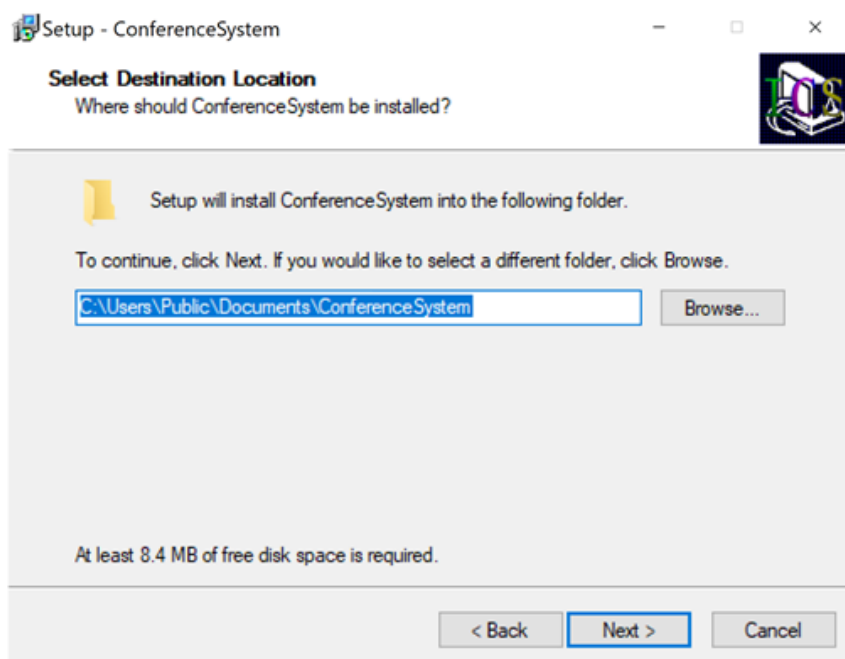 Setup - ConferenceSystem
Select Destination Location
Where should ConferenceSystem be installed?
ICS
Setup will install ConferenceSystem into the following folder.
To continue, click Next. If you would like to select a different folder, click Browse.
C:\Users\Public\Documents\ConferenceSystem
Browse...
At least 8.4 MB of free disk space is required.
< Back
Next >
Cancel